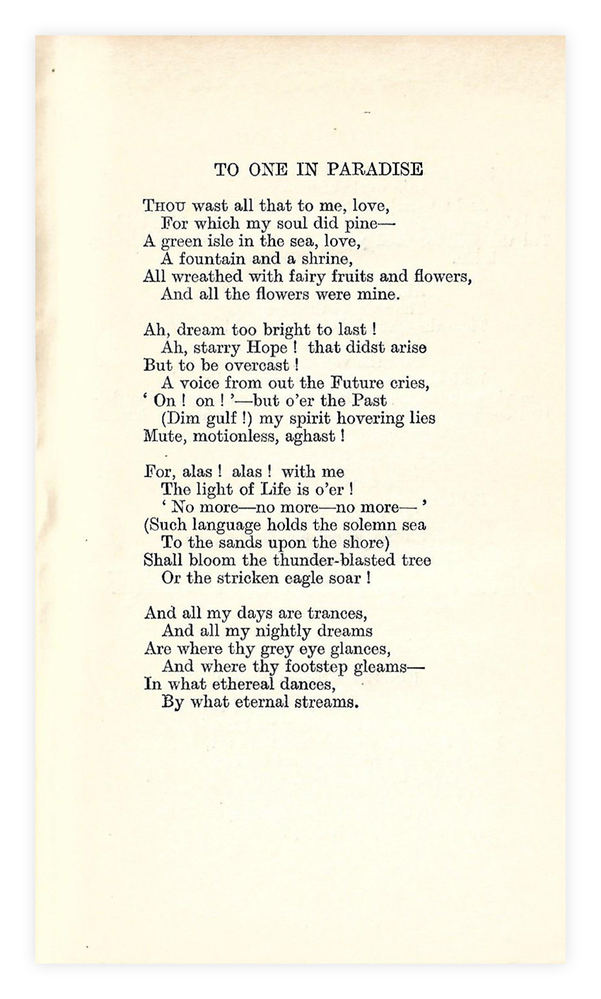 TO ONE IN PARADISE
THOU wast all that to me, love,
For which my soul did pine—
A green isle in the sea, love,
A fountain and a shrine,
All wreathed with fairy fruits and flowers,
And all the flowers were mine.
Ah, dream too bright to last !
Ah, starry Hope ! that didst arise
But to be overcast !
A voice from out the Future cries,
‘ On ! on ! ’—but o’er the Past
(Dim gulf !) my spirit hovering lies
Mute, motionless, aghast !
For, alas ! alas ! with me
The light of Life is o’er !
‘ No more—no more—no more— ’
(Such language holds the solemn sea
To the sands upon the shore)
Shall bloom the thunder-blasted tree
Or the stricken eagle soar !
And all my days are trances,
And all my nightly dreams
Are where thy grey eye glances,
And where thy footstep gleams—
In what ethereal dances,
By what eternal streams.